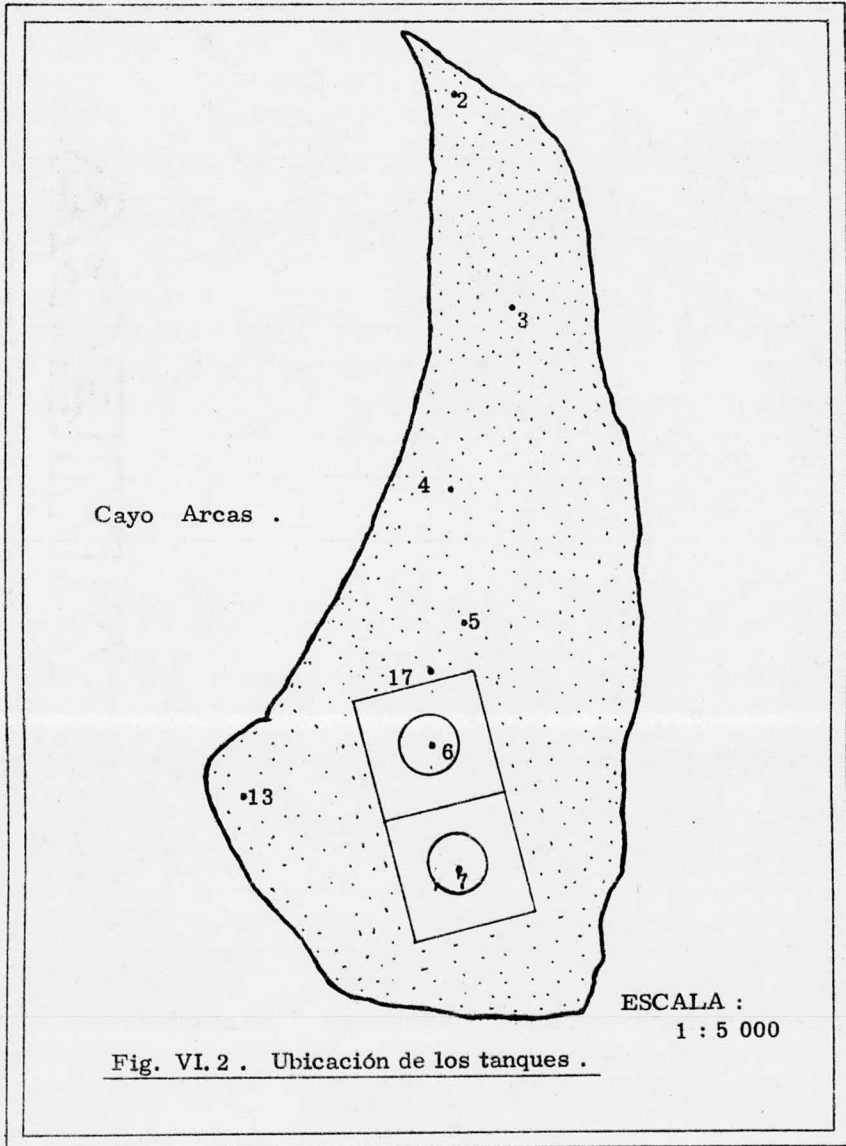 2
3
4
Cayo Arcas .
5
17
6
13
7
ESCALA :
1 : 5 000
Fig. VI. 2 . Ubicación de los tanques .